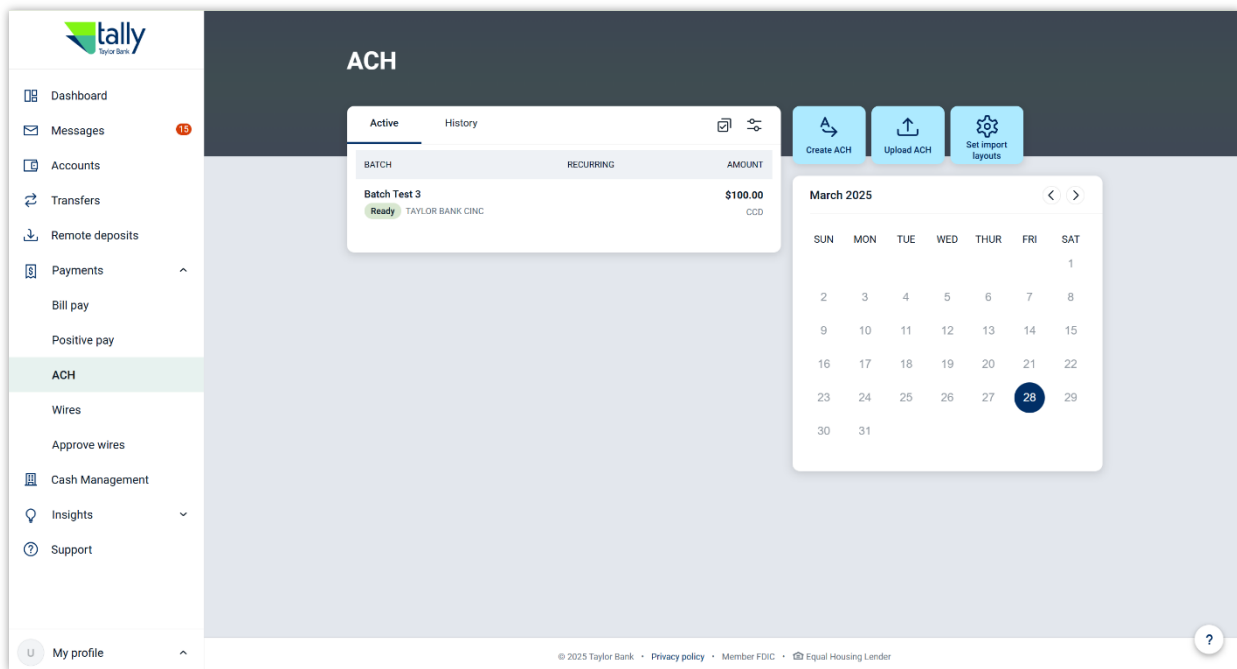 tally
Taylor Bank
Dashboard
Messages 15
Accounts
Transfers
Remote deposits
Payments
Bill pay
Positive pay
ACH
Wires
Approve wires
Cash Management
Insights
Support
U My profile
ACH
Active History
BATCH RECURRING AMOUNT
Batch Test 3 $100.00
Ready TAYLOR BANK CINC CCD
Create ACH
Upload ACH
Set import
layouts
March 2025
SUN MON TUE WED THUR FRI SAT
1
2 3 4 5 6 7 8
9 10 11 12 13 14 15
16 17 18 19 20 21 22
23 24 25 26 27 28 29
30 31
© 2025 Taylor Bank • Privacy policy • Member FDIC • Equal Housing Lender
?